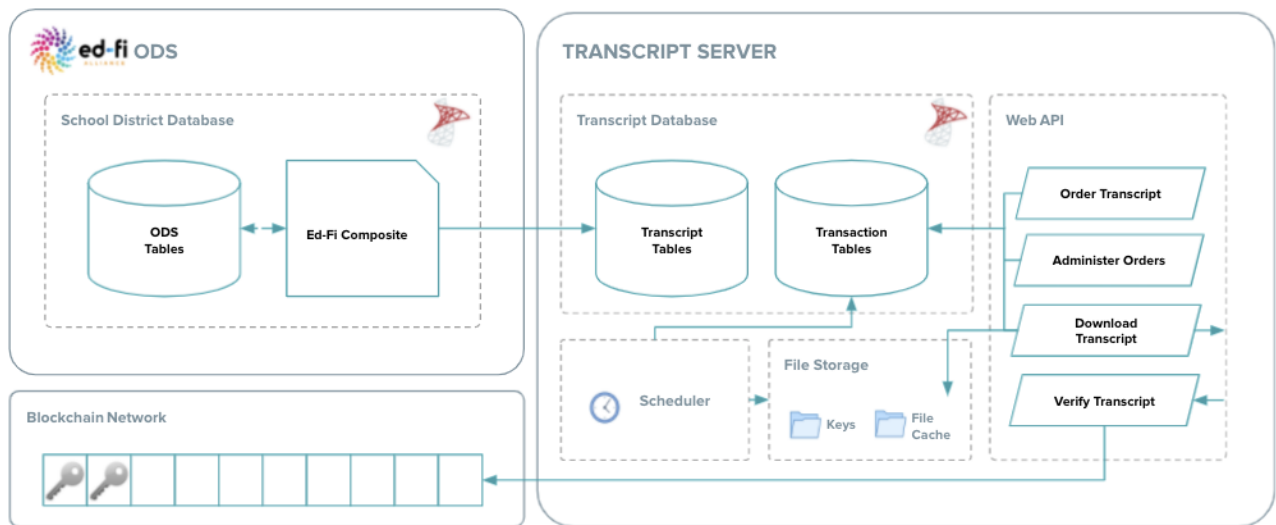 ed-fi ODS
ALLIANCE
School District Database
ODS
Tables
Ed-Fi Composite
Blockchain Network
TRANSCRIPT SERVER
Transcript Database
Transcript
Tables
Transaction
Tables
Web API
Order Transcript
Administer Orders
Download
Transcript
Verify Transcript
Scheduler
File Storage
Keys
File
Cache